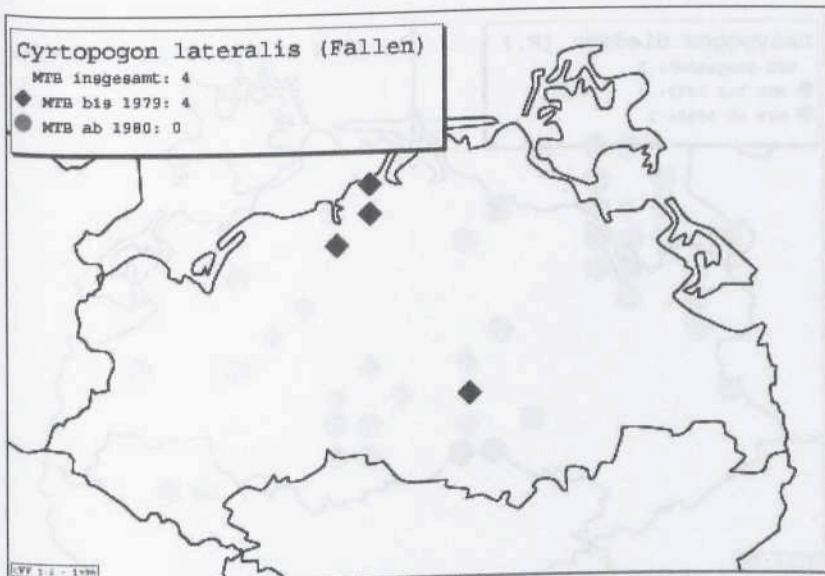 Cyrtopogon lateralis (Fallen)
MTB insgesamt: 4
MTB bis 1979: 4
MTB ab 1980: 0